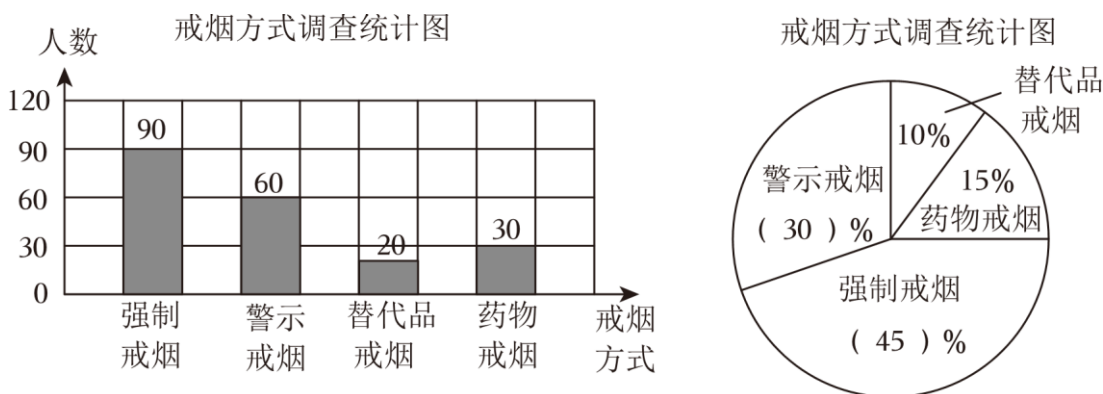 戒烟方式调查统计图
人数
120
90
60
30
0
90
60
20
30
强制
戒烟
警示
戒烟
替代品
戒烟
药物
戒烟
戒烟
方式
戒烟方式调查统计图
替代品
戒烟
10%
15%
药物戒烟
警示戒烟
( 30 ) %
强制戒烟
( 45 ) %